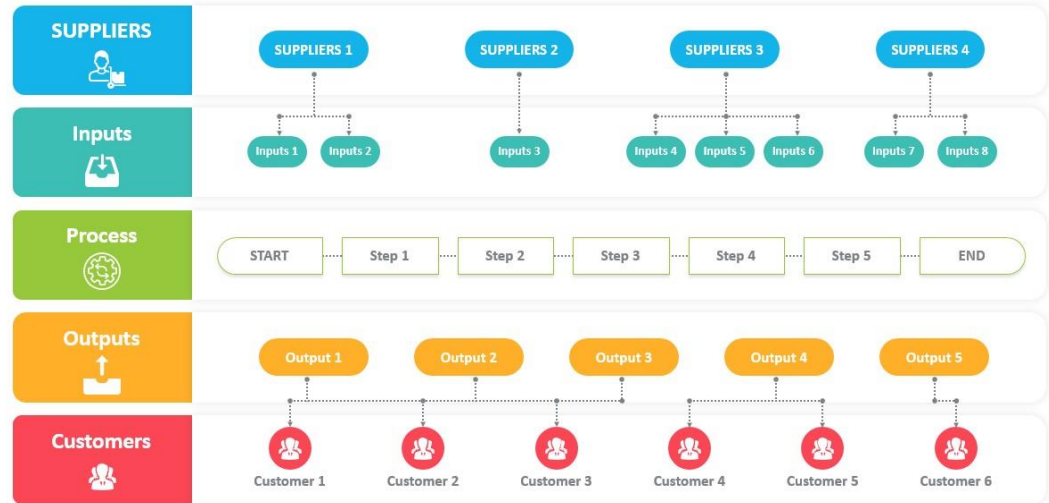 SUPPLIERS
SUPPLIERS 1
SUPPLIERS 2
SUPPLIERS 3
SUPPLIERS 4
Inputs
Inputs 1
Inputs 2
Inputs 3
Inputs 4
Inputs 5
Inputs 6
Inputs 7
Inputs 8
Process
START
Step 1
Step 2
Step 3
Step 4
Step 5
END
Outputs
Output 1
Output 2
Output 3
Output 4
Output 5
Customers
Customer 1
Customer 2
Customer 3
Customer 4
Customer 5
Customer 6